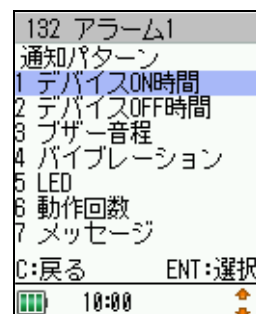 132 アラーム1
通知パターン
1 デバイスON時間
2 デバイスOFF時間
3 ブザー音程
4 バイブレーション
5 LED
6 動作回数
7 メッセージ
C:戻る ENT:選択
10:00